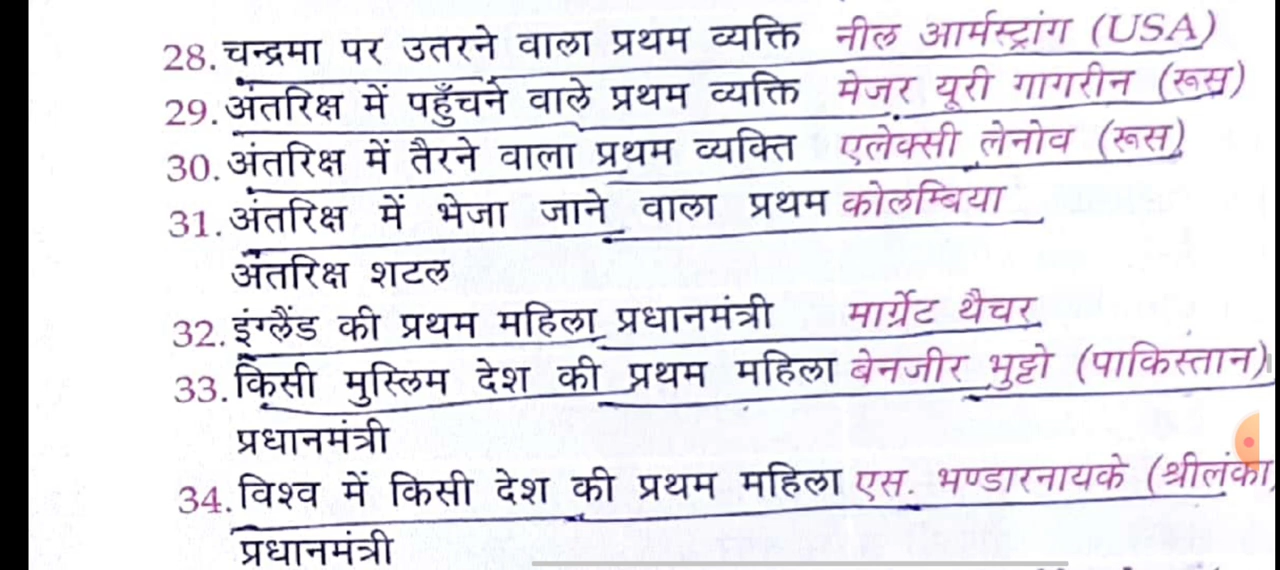 28. चन्द्रमा पर उतरने वाला प्रथम व्यक्ति नील आर्मस्ट्रांग (USA)
29. अंतरिक्ष में पहुँचने वाले प्रथम व्यक्ति मेजर यूरी गागरीन (रूस)
30. अंतरिक्ष में तैरने वाला प्रथम व्यक्ति एलेक्सी लेनोव (रूस)
31. अंतरिक्ष में भेजा जाने वाला प्रथम कोलम्बिया
अंतरिक्ष शटल
32. इंग्लैंड की प्रथम महिला प्रधानमंत्री मार्ग्रेट थैचर
33. किसी मुस्लिम देश की प्रथम महिला बेनजीर भुट्टो (पाकिस्तान)
प्रधानमंत्री
34. विश्व में किसी देश की प्रथम महिला एस. भण्डारनायके (श्रीलंका)
प्रधानमंत्री